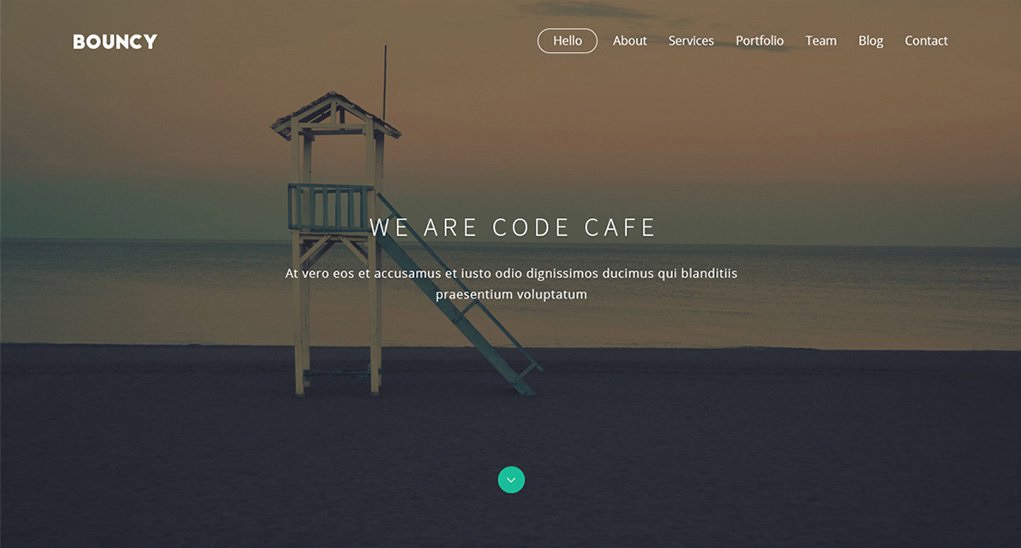 BOUNCY
Hello About Services Portfolio Team Blog Contact
WE ARE CODE CAFE
At vero eos et accusamus et iusto odio dignissimos ducimus qui blanditiis
praesentium voluptatum